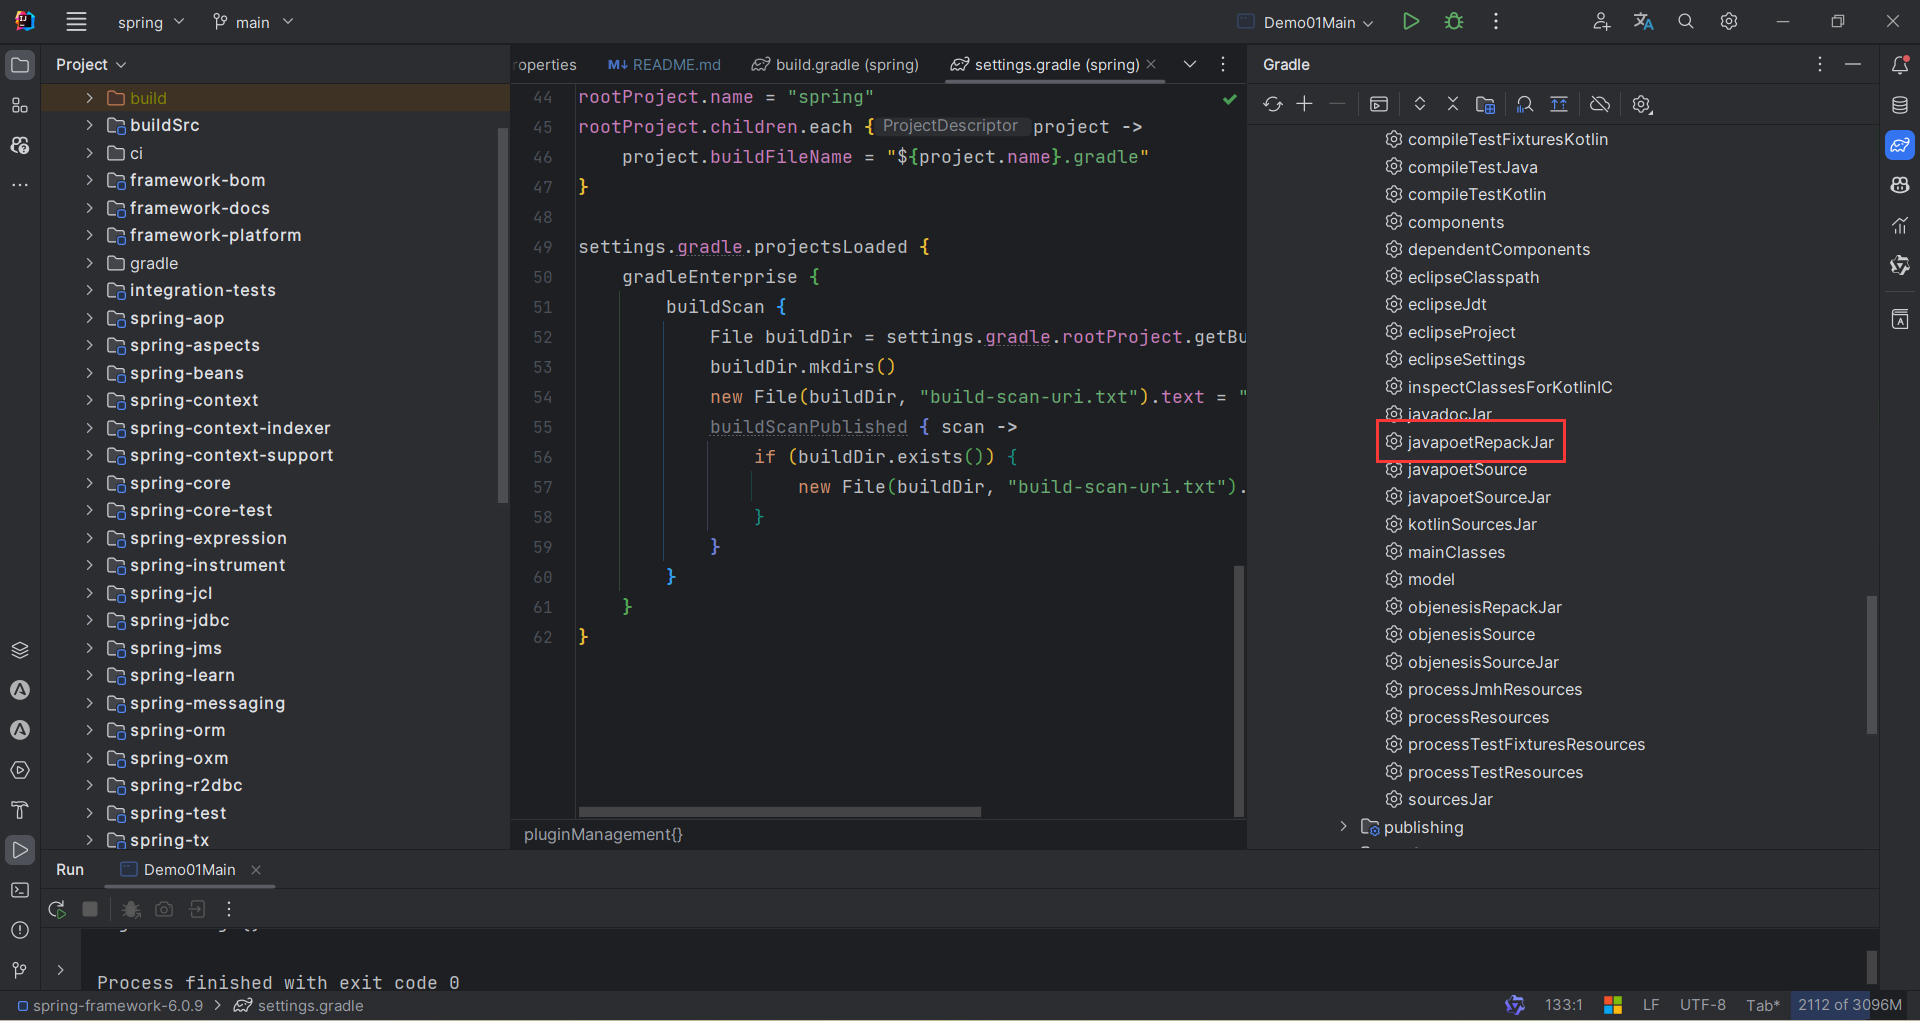 spring
main
Demo01Main
Project
build
buildSrc
ci
framework-bom
framework-docs
framework-platform
gradle
integration-tests
spring-aop
spring-aspects
spring-beans
spring-context
spring-context-indexer
spring-context-support
spring-core
spring-core-test
spring-expression
spring-instrument
spring-jcl
spring-jdbc
spring-jms
spring-learn
spring-messaging
spring-orm
spring-oxm
spring-r2dbc
spring-test
spring-tx
roperties
M↓ README.md
build.gradle (spring)
settings.gradle (spring)
44 rootProject.name = "spring"
45 rootProject.children.each { ProjectDescriptor project ->
46 project.buildFileName = "${project.name}.gradle"
47 }
48
49 settings.gradle.projectsLoaded {
50 gradleEnterprise {
51 buildScan {
52 File buildDir = settings.gradle.rootProject.getBu
53 buildDir.mkdirs()
54 new File(buildDir, "build-scan-uri.txt").text = "
55 buildScanPublished { scan ->
56 if (buildDir.exists()) {
57 new File(buildDir, "build-scan-uri.txt").
58 }
59 }
60 }
61 }
62 }
pluginManagement{}
Gradle
compileTestFixturesKotlin
compileTestJava
compileTestKotlin
components
dependentComponents
eclipseClasspath
eclipseJdt
eclipseProject
eclipseSettings
inspectClassesForKotlinIC
javadocJar
javapoetRepackJar
javapoetSource
javapoetSourceJar
kotlinSourcesJar
mainClasses
model
objenesisRepackJar
objenesisSource
objenesisSourceJar
processJmhResources
processResources
processTestFixturesResources
processTestResources
sourcesJar
publishing
Run
Demo01Main
Process finished with exit code 0
spring-framework-6.0.9 > settings.gradle
133:1
LF
UTF-8
Tab*
2112 of 3096M